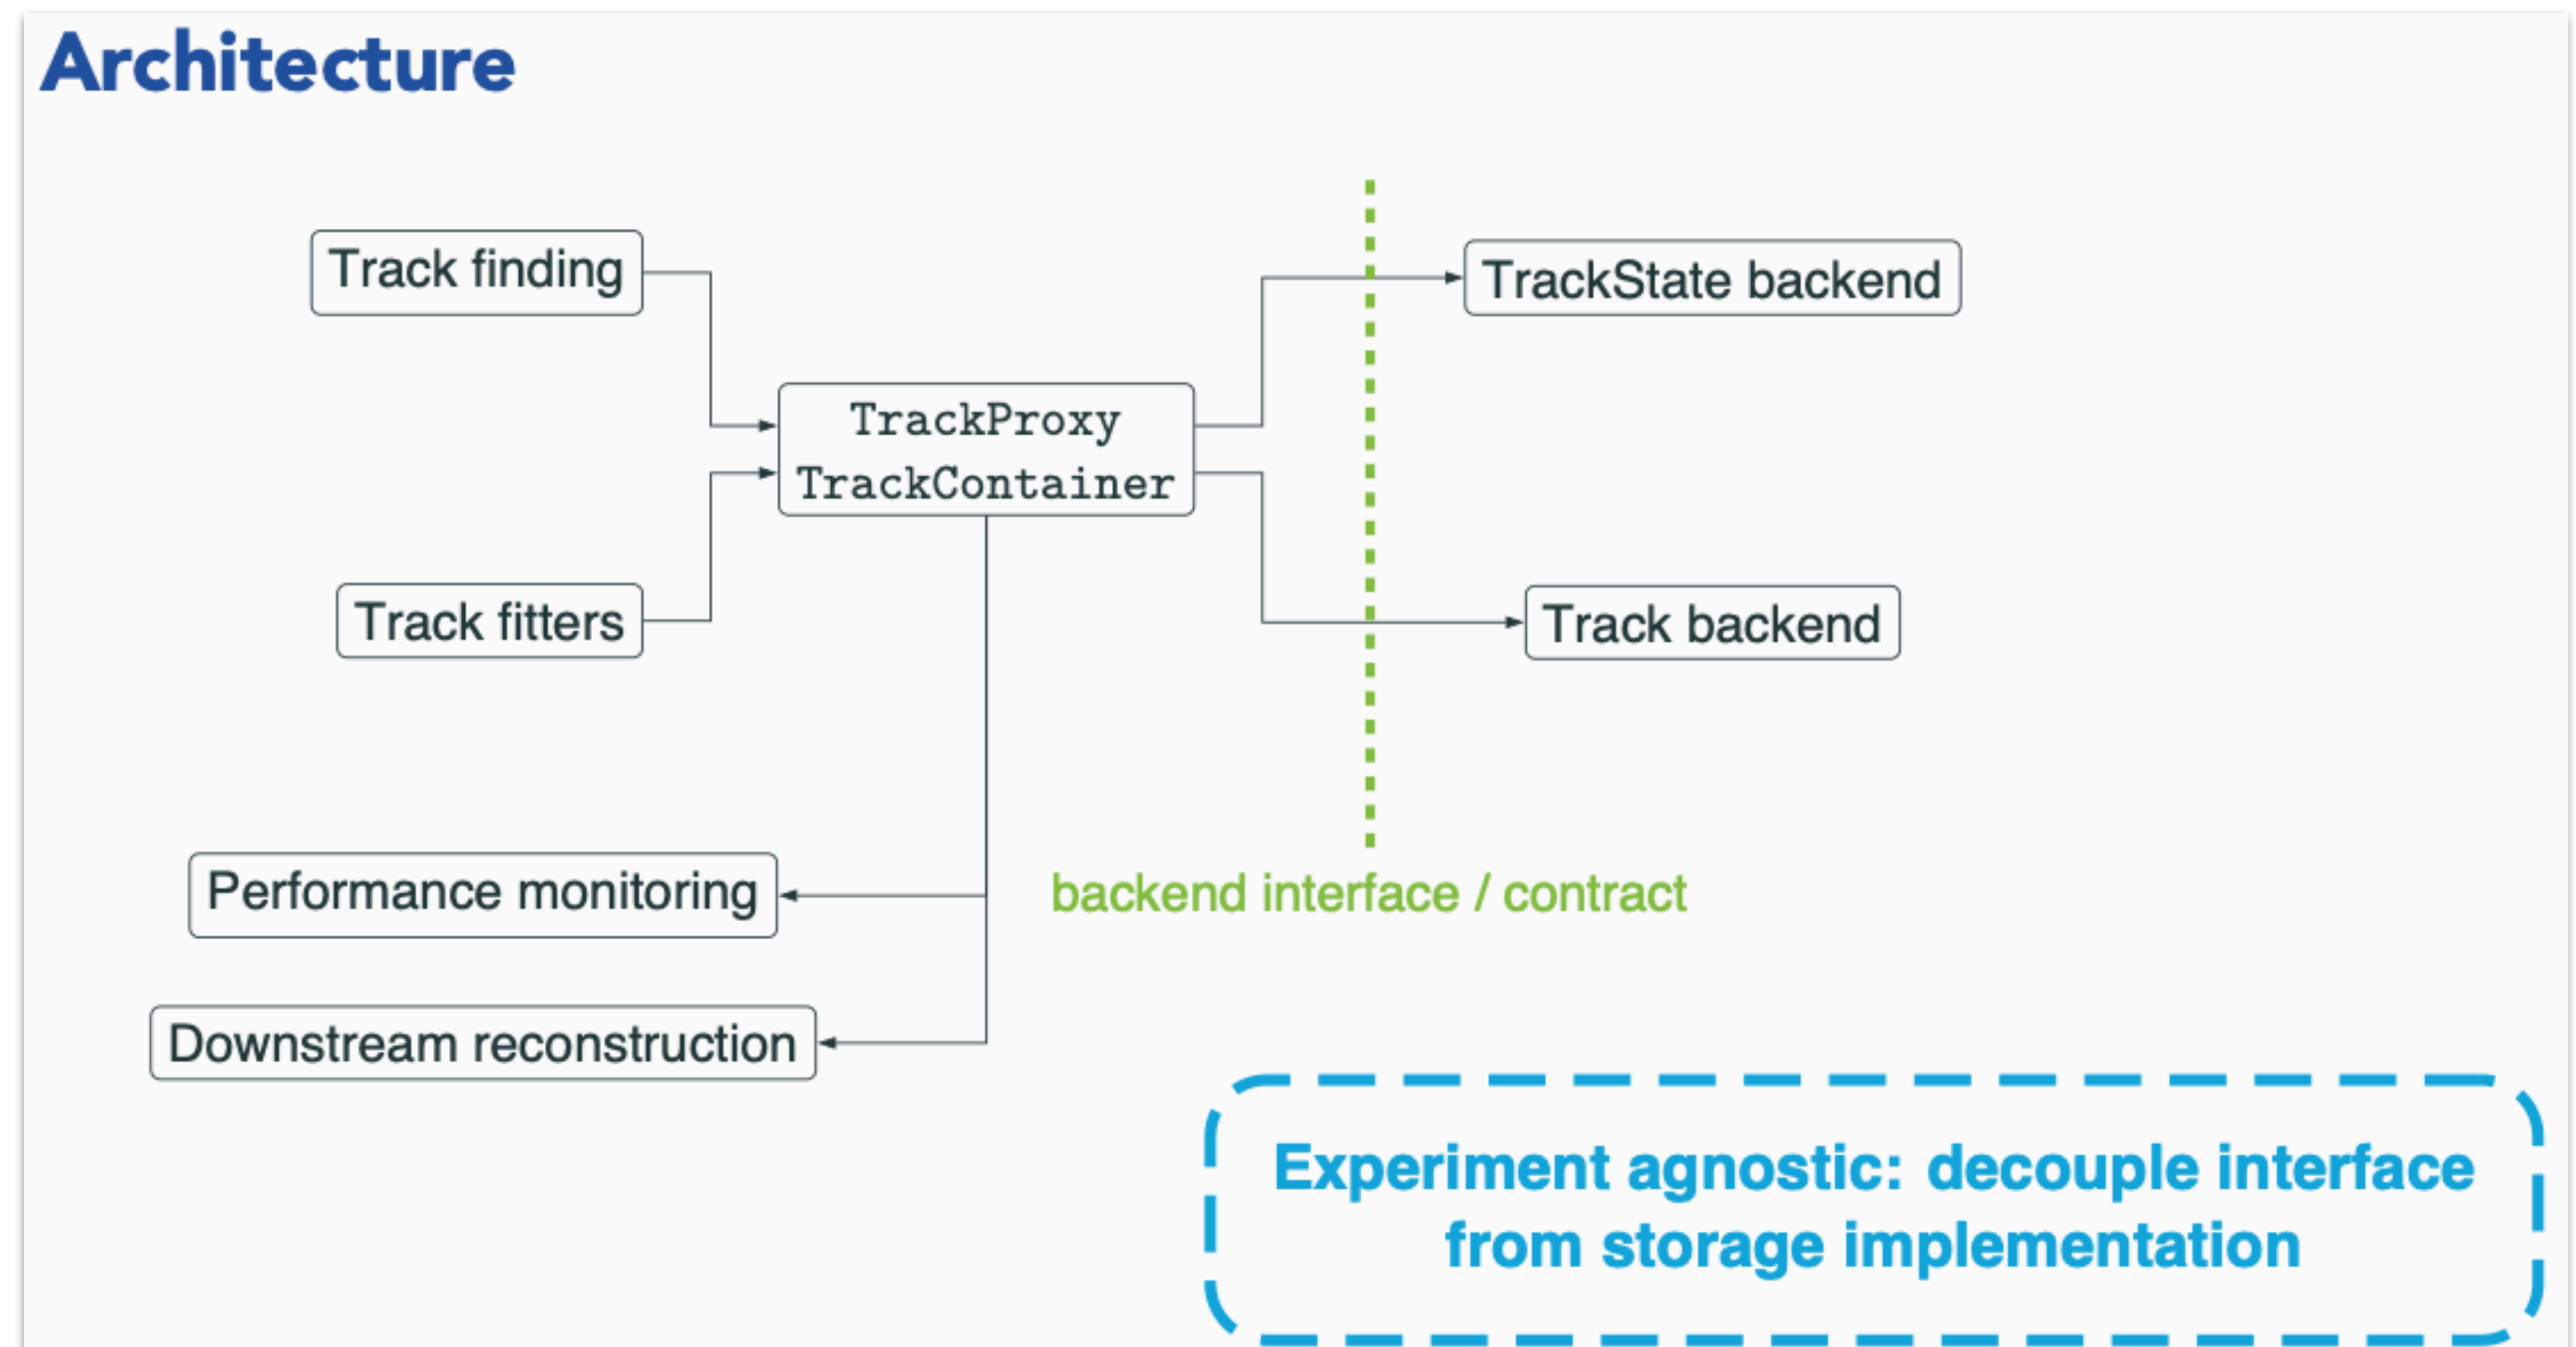 Architecture
Track finding
TrackState backend
TrackProxy
TrackContainer
Track fitters
Track backend
Performance monitoring
backend interface / contract
Downstream reconstruction
Experiment agnostic: decouple interface
from storage implementation